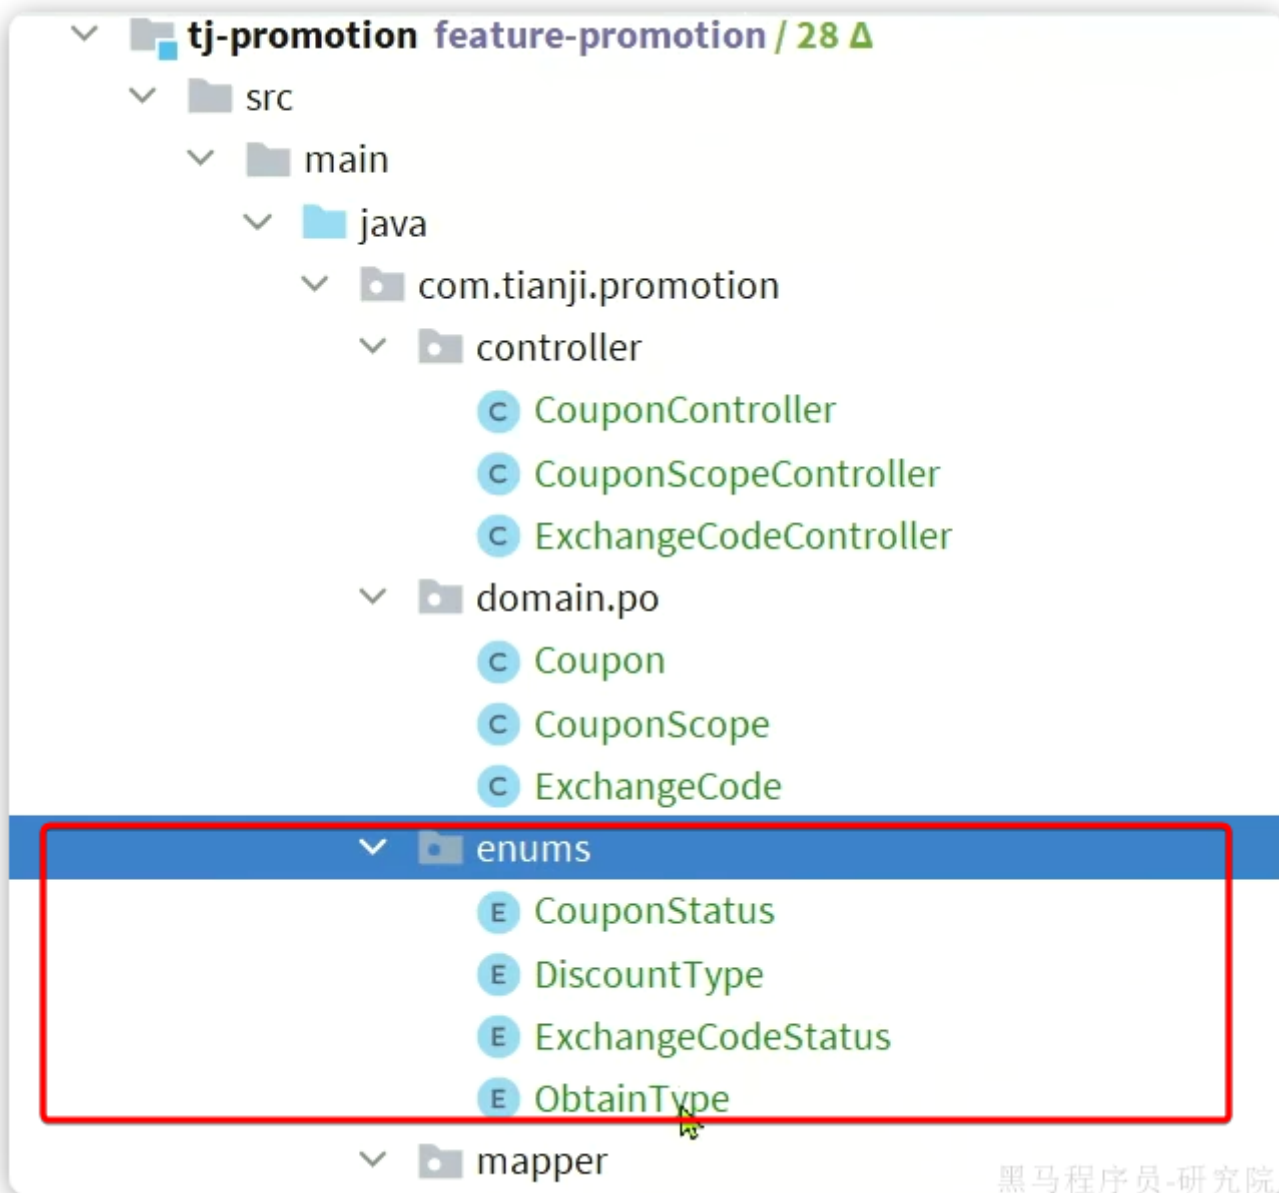 tj-promotion feature-promotion / 28 Δ
src
main
java
com.tianji.promotion
controller
C CouponController
C CouponScopeController
C ExchangeCodeController
domain.po
C Coupon
C CouponScope
C ExchangeCode
enums
E CouponStatus
E DiscountType
E ExchangeCodeStatus
E ObtainType
mapper
黑马程序员-研究院